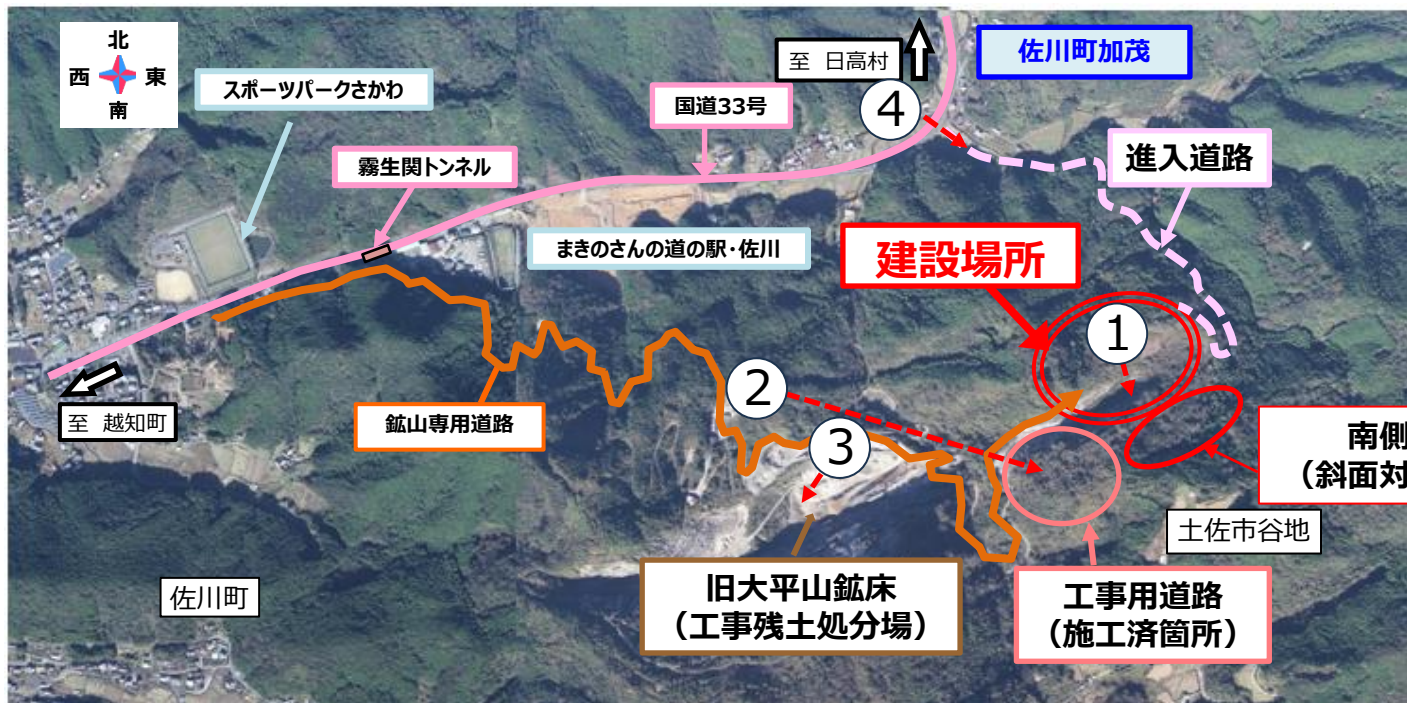 北
西 東
南
スポーツパークさかわ
至 日高村
佐川町加茂
④
国道33号
霧生関トンネル
進入道路
まきのさんの道の駅・佐川
建設場所
①
至 越知町
鉱山専用道路
②
③
南側
（斜面対
土佐市谷地
旧大平山鉱床
（工事残土処分場）
工事用道路
（施工済箇所）
佐川町